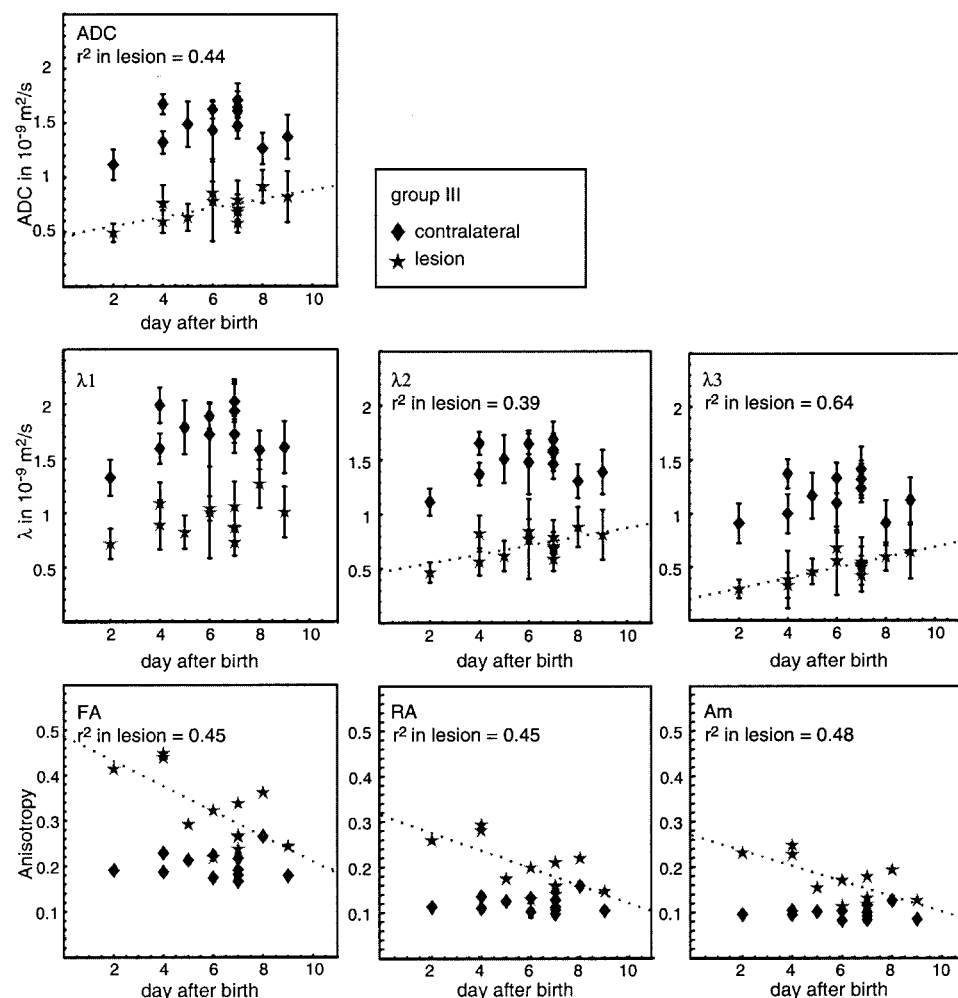 ADC
r² in lesion = 0.44
ADC in 10⁻⁹ m²/s
2
1.5
1
0.5
2 4 6 8 10
day after birth
group III
contralateral
lesion
λ1
λ in 10⁻⁹ m²/s
2
1.5
1
0.5
2 4 6 8 10
day after birth
λ2
r² in lesion = 0.39
2
1.5
1
0.5
2 4 6 8 10
day after birth
λ3
r² in lesion = 0.64
2
1.5
1
0.5
2 4 6 8 10
day after birth
FA
r² in lesion = 0.45
Anisotropy
0.5
0.4
0.3
0.2
0.1
2 4 6 8 10
day after birth
RA
r² in lesion = 0.45
0.5
0.4
0.3
0.2
0.1
2 4 6 8 10
day after birth
Am
r² in lesion = 0.48
0.5
0.4
0.3
0.2
0.1
2 4 6 8 10
day after birth